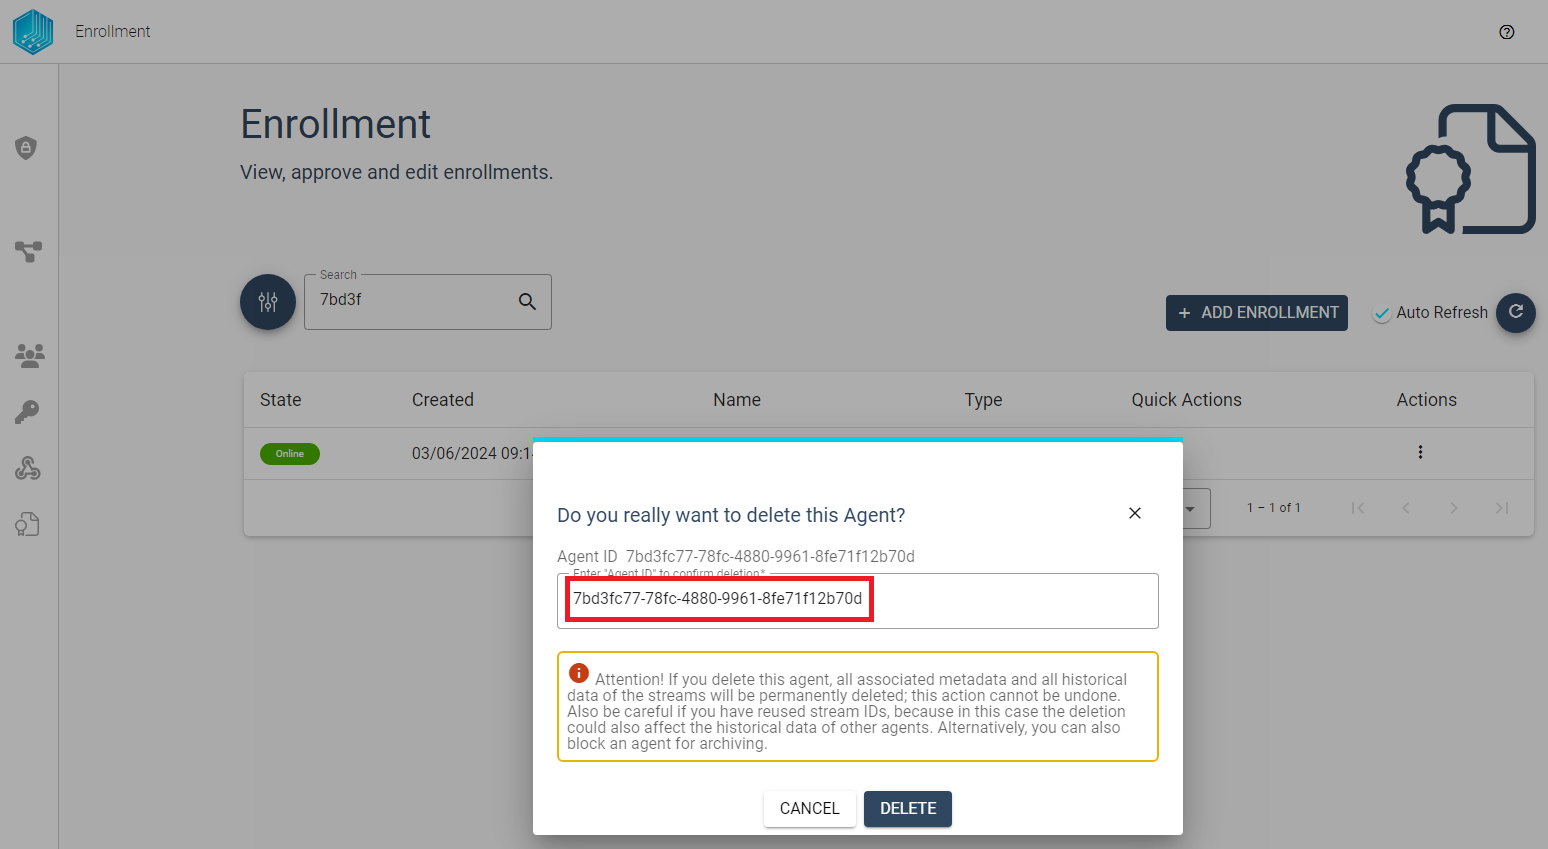 Enrollment
Enrollment
View, approve and edit enrollments.
Search
7bd3f
ADD ENROLLMENT
Auto Refresh
State Created Name Type Quick Actions Actions
Online 03/06/2024 09:1
1 – 1 of 1
Do you really want to delete this Agent?
Agent ID 7bd3fc77-78fc-4880-9961-8fe71f12b70d
Enter "Agent ID" to confirm deletion*
7bd3fc77-78fc-4880-9961-8fe71f12b70d
Attention! If you delete this agent, all associated metadata and all historical
data of the streams will be permanently deleted; this action cannot be undone.
Also be careful if you have reused stream IDs, because in this case the deletion
could also affect the historical data of other agents. Alternatively, you can also
block an agent for archiving.
CANCEL DELETE